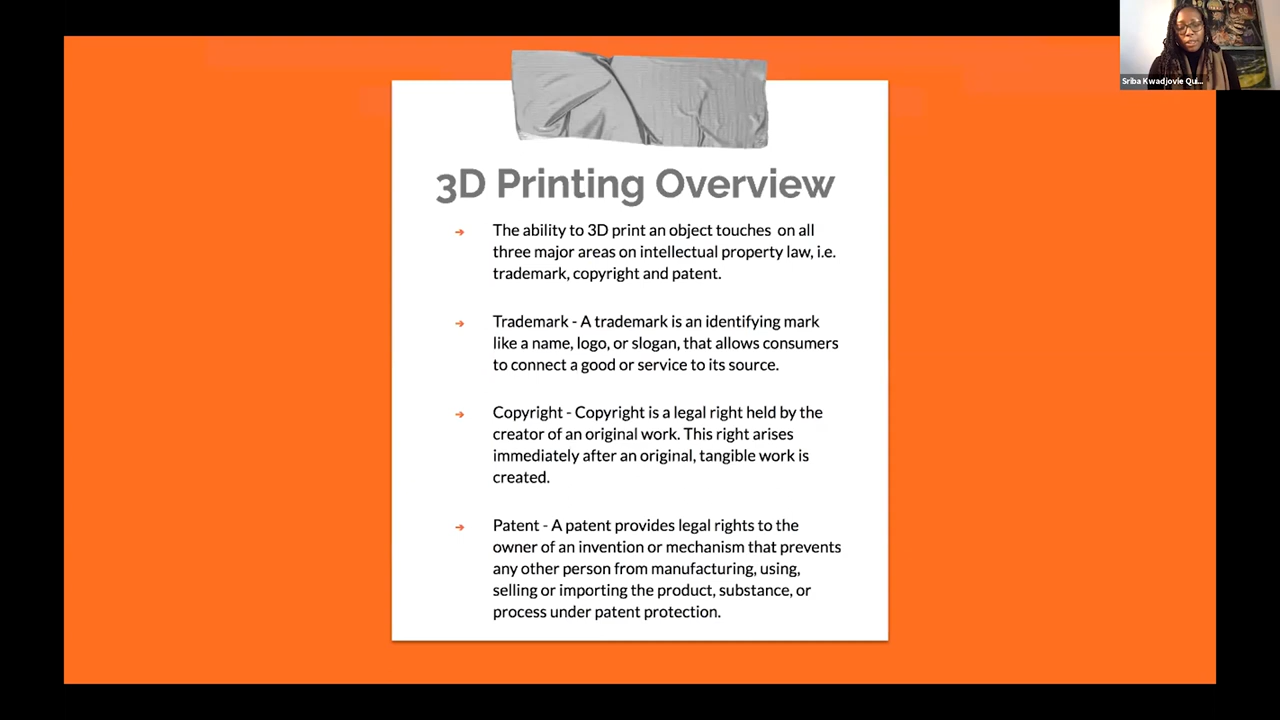 Sriba Kwadjovie Qui...
3D Printing Overview
➔ The ability to 3D print an object touches on all
three major areas on intellectual property law, i.e.
trademark, copyright and patent.
➔ Trademark - A trademark is an identifying mark
like a name, logo, or slogan, that allows consumers
to connect a good or service to its source.
➔ Copyright - Copyright is a legal right held by the
creator of an original work. This right arises
immediately after an original, tangible work is
created.
➔ Patent - A patent provides legal rights to the
owner of an invention or mechanism that prevents
any other person from manufacturing, using,
selling or importing the product, substance, or
process under patent protection.